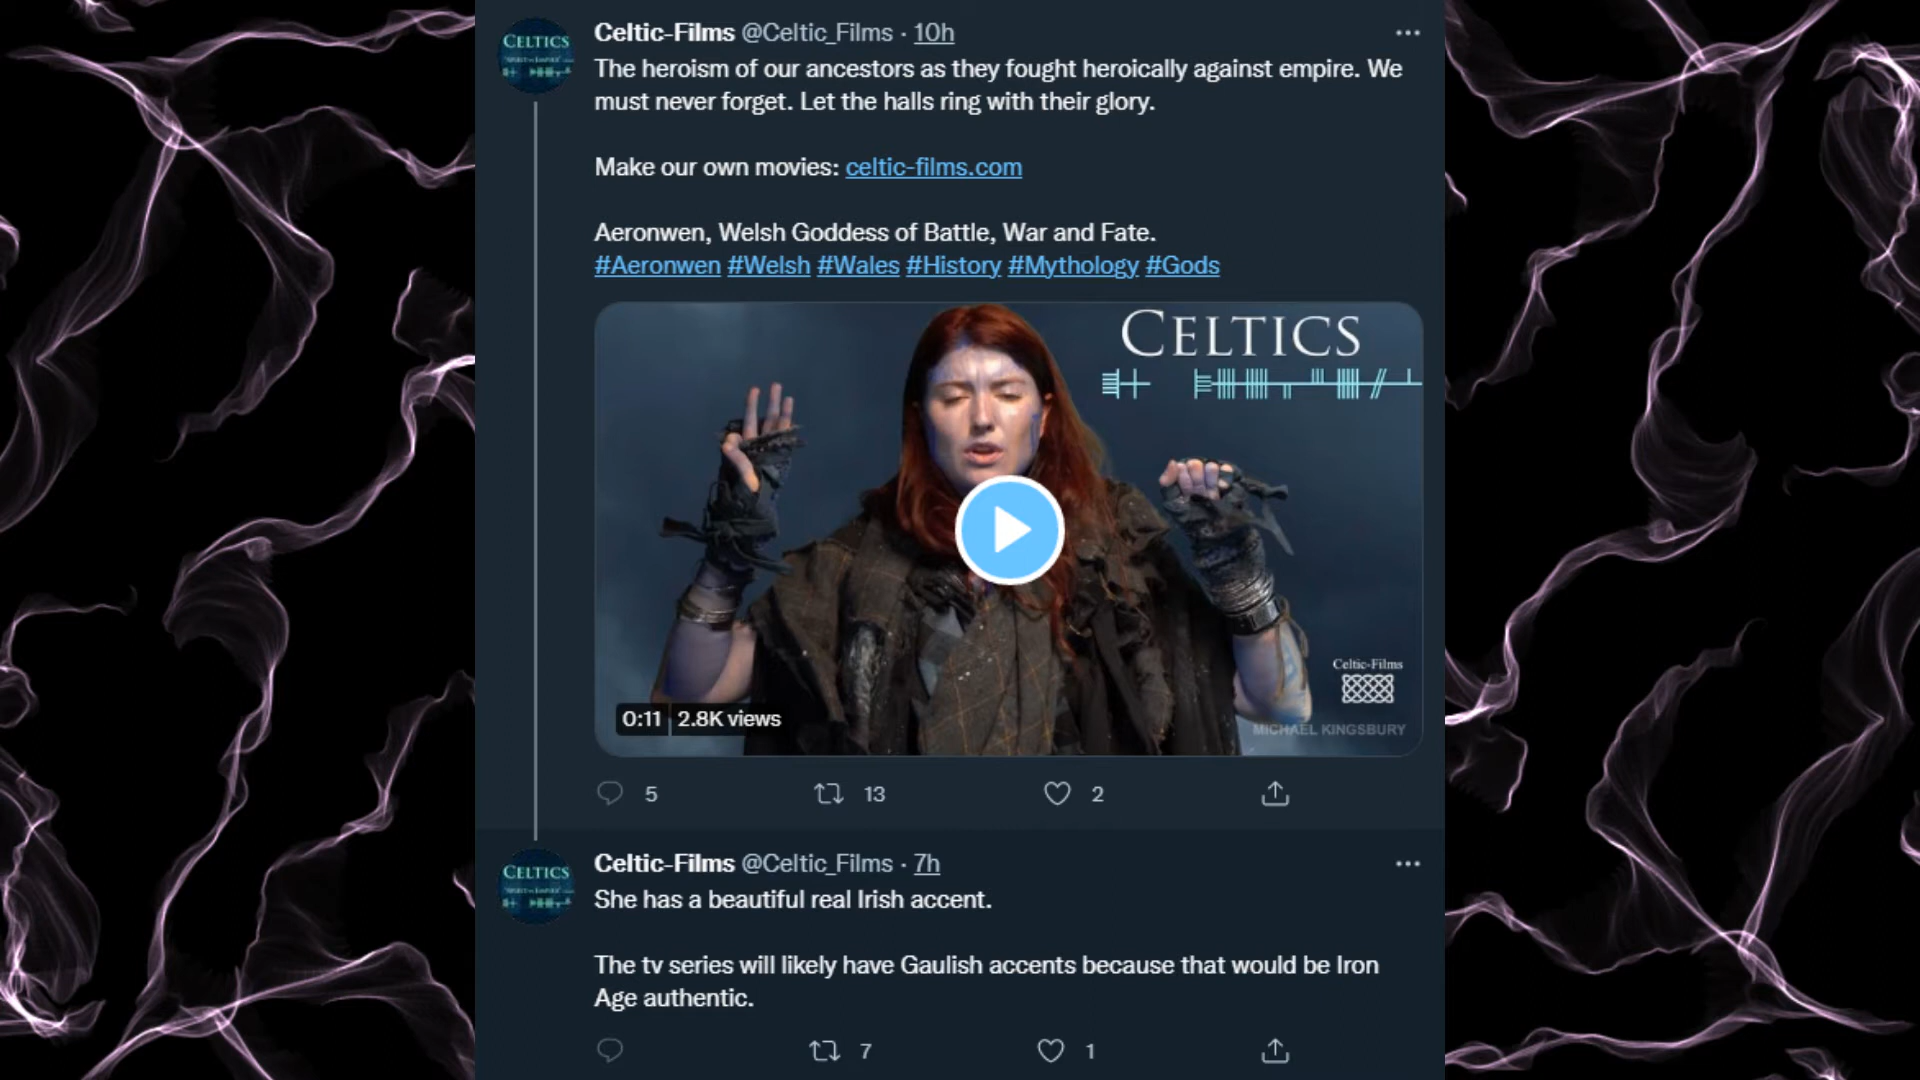 CELTICS
Celtic-Films @Celtic_Films · 10h
The heroism of our ancestors as they fought heroically against empire. We
must never forget. Let the halls ring with their glory.
Make our own movies: celtic-films.com
Aeronwen, Welsh Goddess of Battle, War and Fate.
#Aeronwen #Welsh #Wales #History #Mythology #Gods
CELTICS
Celtic-Films
MICHAEL KINGSBURY
0:11 2.8K views
5 13 2
CELTICS
Celtic-Films @Celtic_Films · 7h
She has a beautiful real Irish accent.
The tv series will likely have Gaulish accents because that would be Iron
Age authentic.
7 1